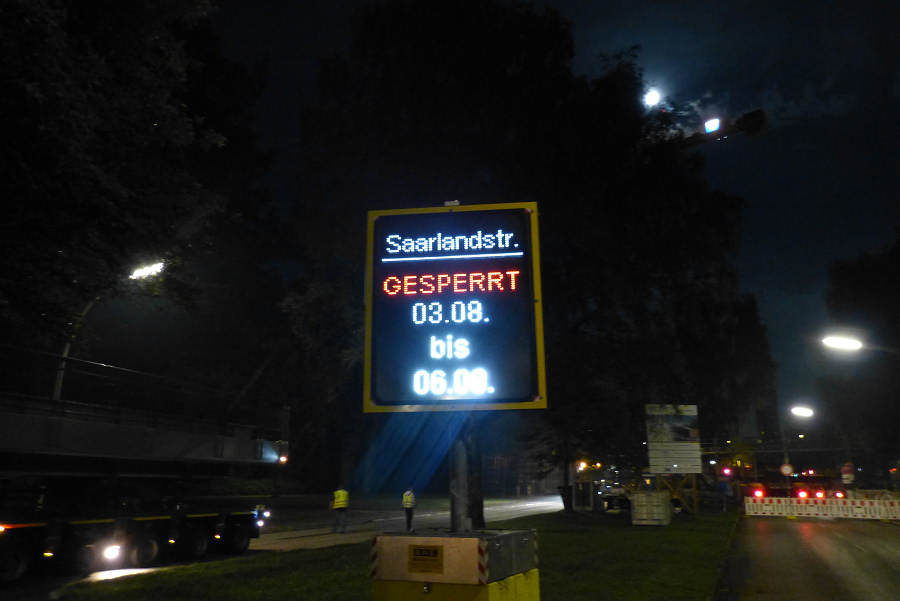 Saarlandstr.
GESPERRT
03.08.
bis
06.08.